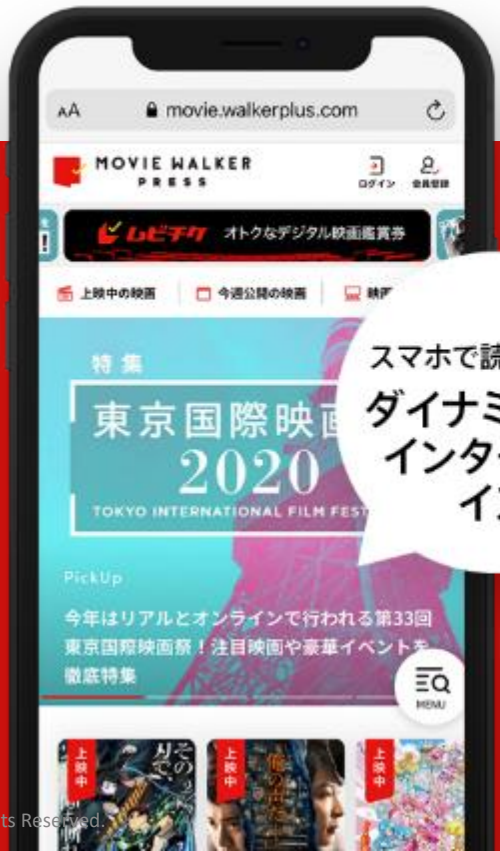 AA movie.walkerplus.com
MOVIE WALKER
PRESS
ログイン 会員登録
ムビチケ オトクなデジタル映画鑑賞券
上映中の映画 今週公開の映画 映画
特集
東京国際映画
2020
TOKYO INTERNATIONAL FILM FEST
PickUp
今年はリアルとオンラインで行われる第33回
東京国際映画祭！注目映画や豪華イベントを
徹底特集
スマホで読
ダイナミ
インタ
イ
MENU
上映中 上映中 上映中
ts Reserved.